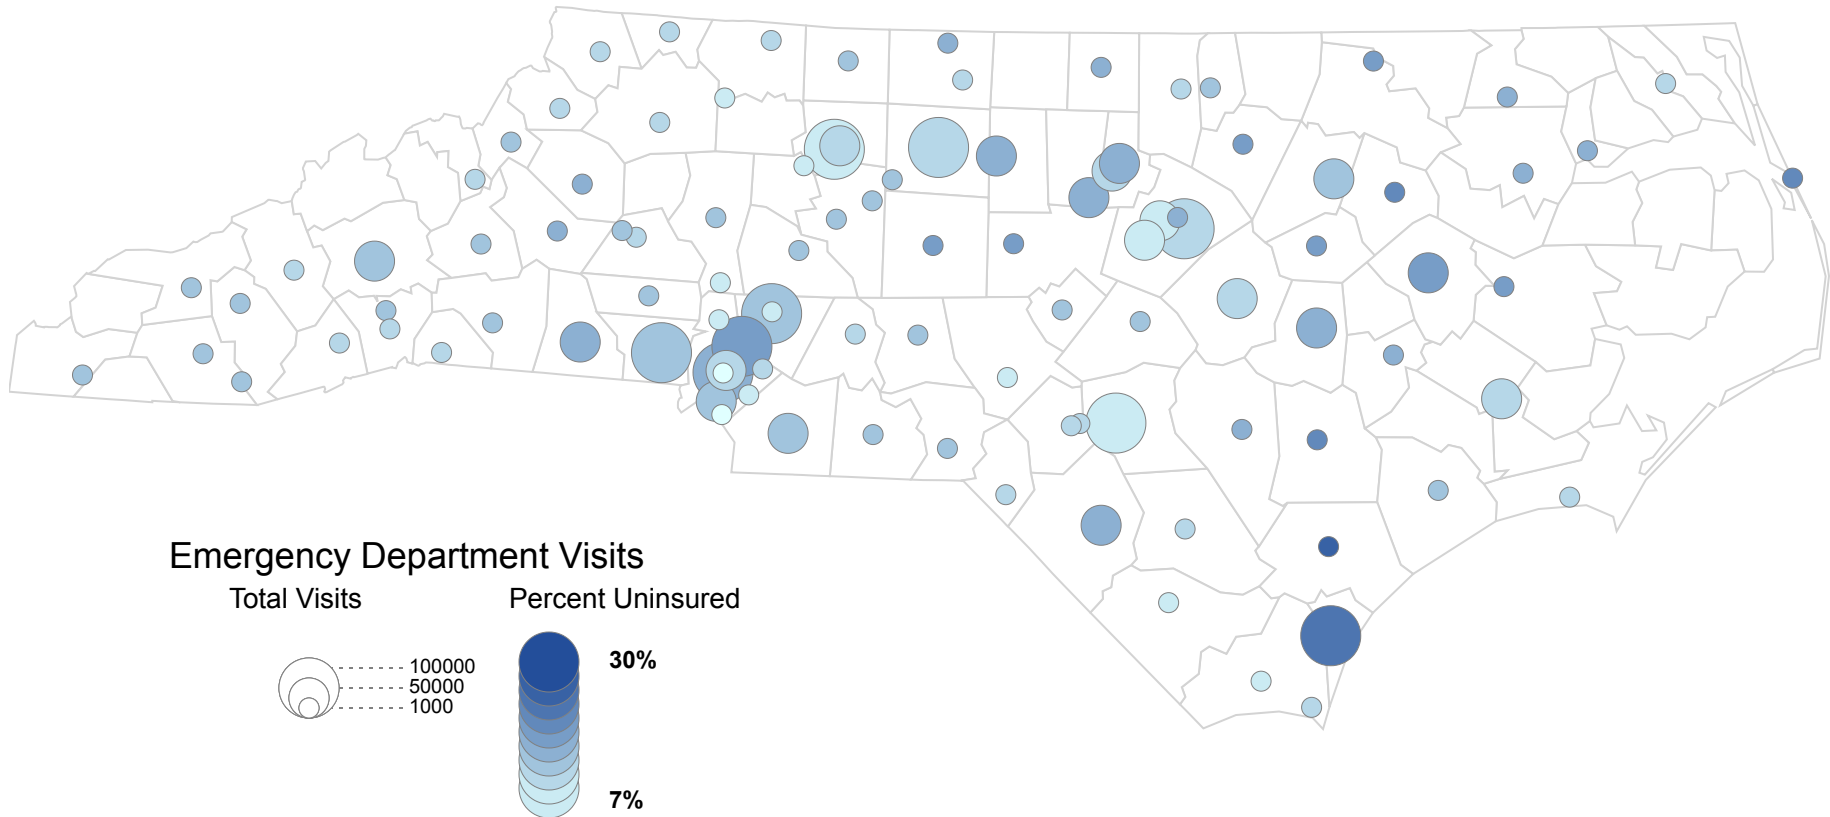 Emergency Department Visits
Total Visits
Percent Uninsured
100000
50000
1000
30%
7%